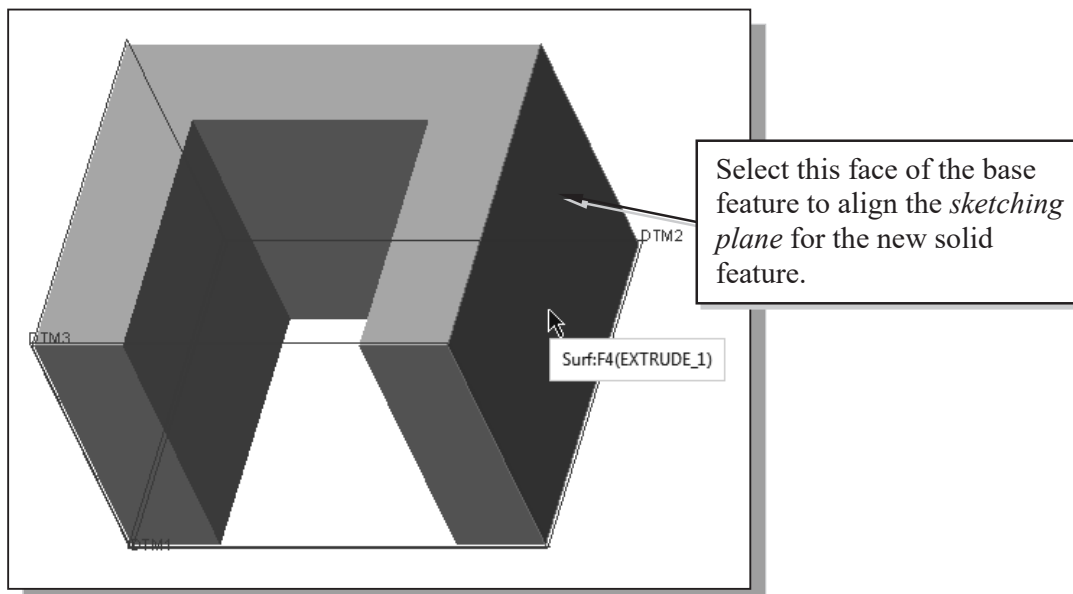 Select this face of the base
feature to align the sketching
plane for the new solid
feature.
DTM2
DTM3
Surf:F4(EXTRUDE_1)
DTM1